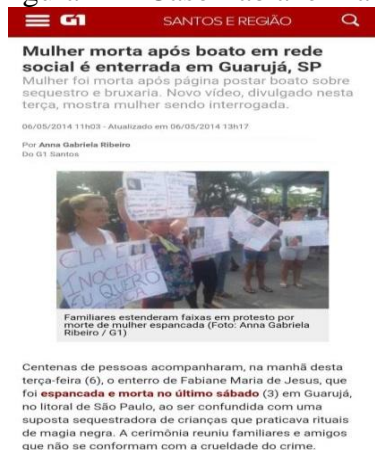 G1
SANTOS E REGIÃO
Mulher morta após boato em rede
social é enterrada em Guarujá, SP
Mulher foi morta após página postar boato sobre
sequestro e bruxaria. Novo vídeo, divulgado nesta
terça, mostra mulher sendo interrogada.
06/05/2014 11h03 - Atualizado em 06/05/2014 13h17
Por Anna Gabriela Ribeiro
Do G1 Santos
INOCENTE
EU QUERO
Familiares estenderam faixas em protesto por
morte de mulher espancada (Foto: Anna Gabriela
Ribeiro / G1)
Centenas de pessoas acompanharam, na manhã desta
terça-feira (6), o enterro de Fabiane Maria de Jesus, que
foi espancada e morta no último sábado (3) em Guarujá,
no litoral de São Paulo, ao ser confundida com uma
suposta sequestradora de crianças que praticava rituais
de magia negra. A cerimônia reuniu familiares e amigos
que não se conformam com a crueldade do crime.